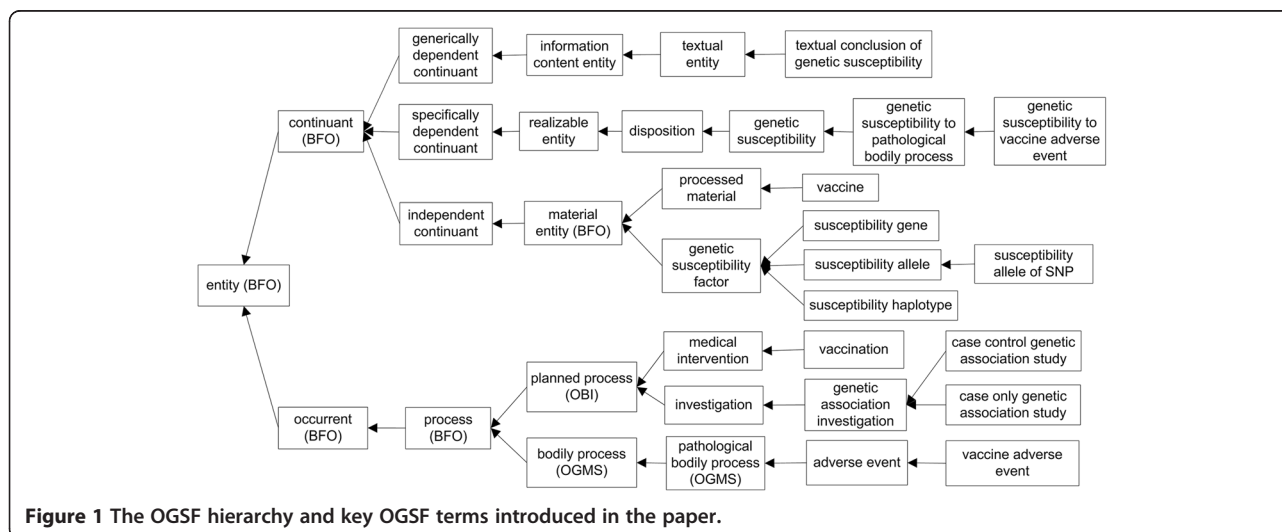 generically
dependent
continuant
information
content entity
textual
entity
textual conclusion of
genetic susceptibility
continuant
(BFO)
specifically
dependent
continuant
realizable
entity
disposition
genetic
susceptibility
genetic
susceptibility to
pathological
bodily process
genetic
susceptibility to
vaccine adverse
event
independent
continuant
material
entity (BFO)
processed
material
vaccine
genetic
susceptibility
factor
susceptibility gene
susceptibility allele
susceptibility
allele of SNP
susceptibility haplotype
entity (BFO)
occurrent
(BFO)
process
(BFO)
planned process
(OBI)
medical
intervention
vaccination
investigation
genetic
association
investigation
case control genetic
association study
case only genetic
association study
bodily process
(OGMS)
pathological
bodily process
(OGMS)
adverse event
vaccine adverse
event
Figure 1 The OGSF hierarchy and key OGSF terms introduced in the paper.